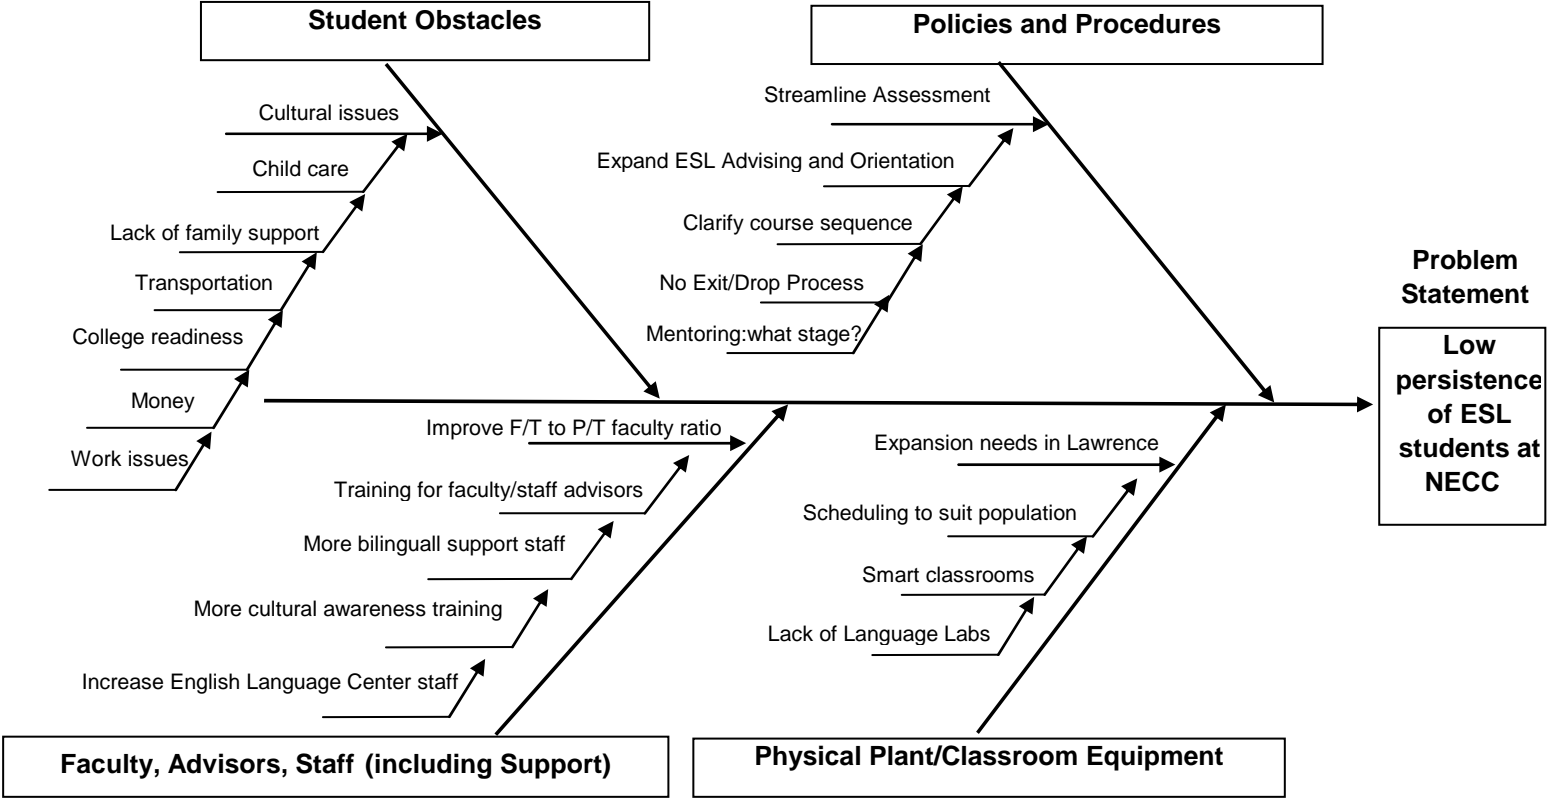 Student Obstacles
Policies and Procedures
Cultural issues
Child care
Lack of family support
Transportation
College readiness
Money
Work issues
Streamline Assessment
Expand ESL Advising and Orientation
Clarify course sequence
No Exit/Drop Process
Mentoring:what stage?
Problem
Statement
Low
persistence
of ESL
students at
NECC
Improve F/T to P/T faculty ratio
Training for faculty/staff advisors
More bilinguall support staff
More cultural awareness training
Increase English Language Center staff
Expansion needs in Lawrence
Scheduling to suit population
Smart classrooms
Lack of Language Labs
Faculty, Advisors, Staff (including Support)
Physical Plant/Classroom Equipment